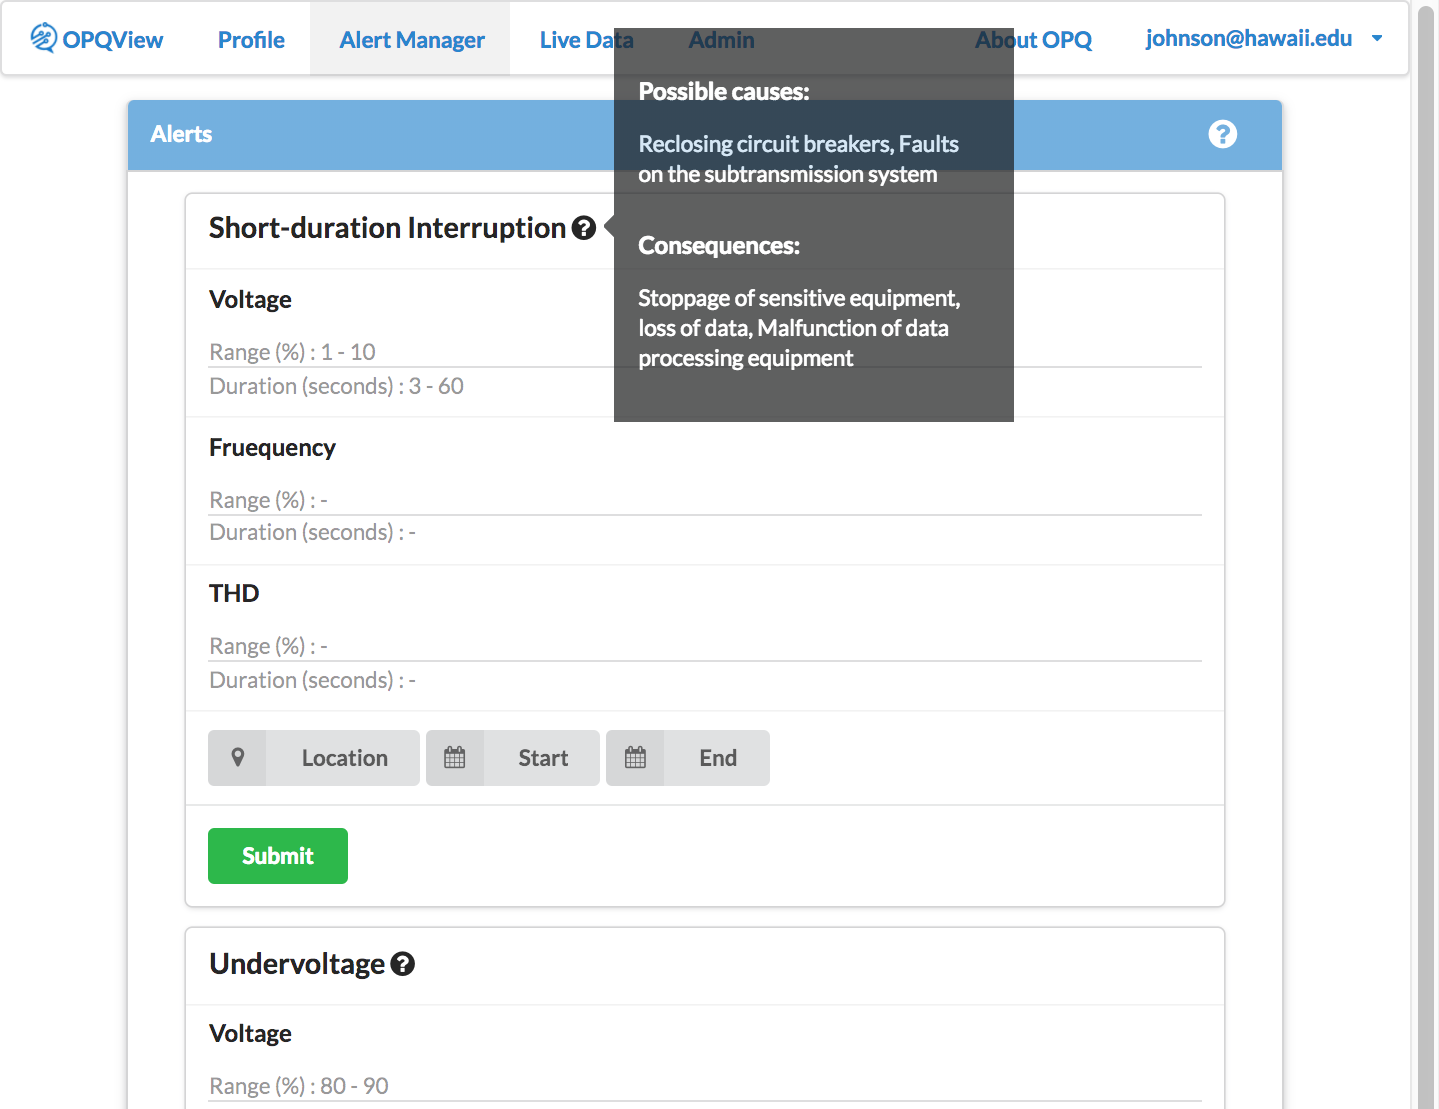 OPQView Profile Alert Manager Live Data Admin About OPQ johnson@hawaii.edu
Alerts
Possible causes:
Reclosing circuit breakers, Faults
on the subtransmission system
Consequences:
Stoppage of sensitive equipment,
loss of data, Malfunction of data
processing equipment
Short-duration Interruption
Voltage
Range (%) : 1 - 10
Duration (seconds) : 3 - 60
Fruequency
Range (%) : -
Duration (seconds) : -
THD
Range (%) : -
Duration (seconds) : -
Location Start End
Submit
Undervoltage
Voltage
Range (%) : 80 - 90